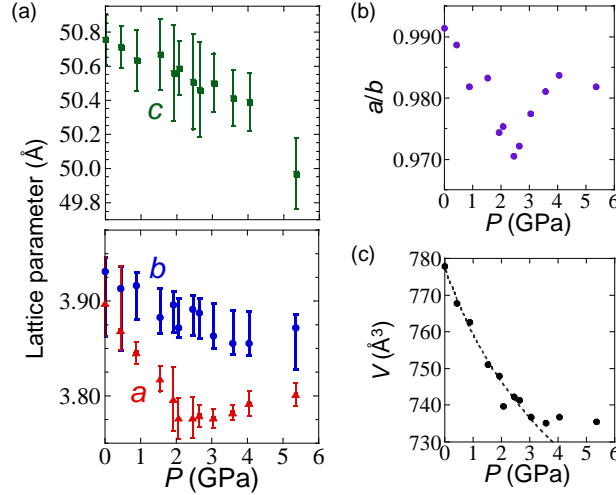 (a)
50.8
50.6
50.4
50.2
50.0
49.8
c
Lattice parameter (Å)
3.90
3.80
b
a
0 1 2 3 4 5 6
P (GPa)
(b)
0.990
0.980
0.970
a/b
0 1 2 3 4 5 6
P (GPa)
(c)
780
770
760
750
740
730
V (Å³)
0 1 2 3 4 5 6
P (GPa)